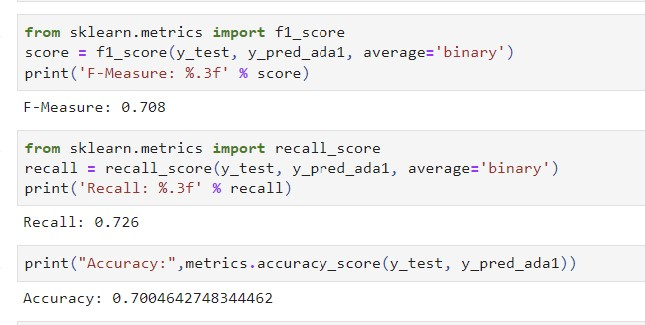 from sklearn.metrics import f1_score
score = f1_score(y_test, y_pred_ada1, average='binary')
print('F-Measure: %.3f' % score)
F-Measure: 0.708
from sklearn.metrics import recall_score
recall = recall_score(y_test, y_pred_ada1, average='binary')
print('Recall: %.3f' % recall)
Recall: 0.726
print("Accuracy:",metrics.accuracy_score(y_test, y_pred_ada1))
Accuracy: 0.7004642748344462